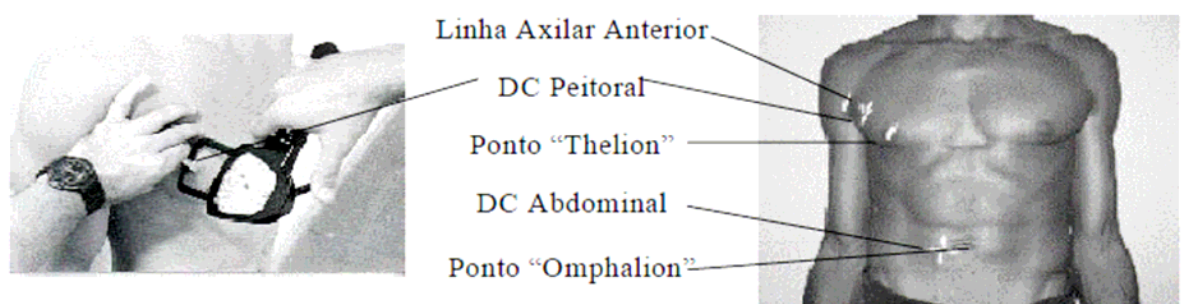 Linha Axilar Anterior
DC Peitoral
Ponto “Thelion”
DC Abdominal
Ponto “Omphalion”